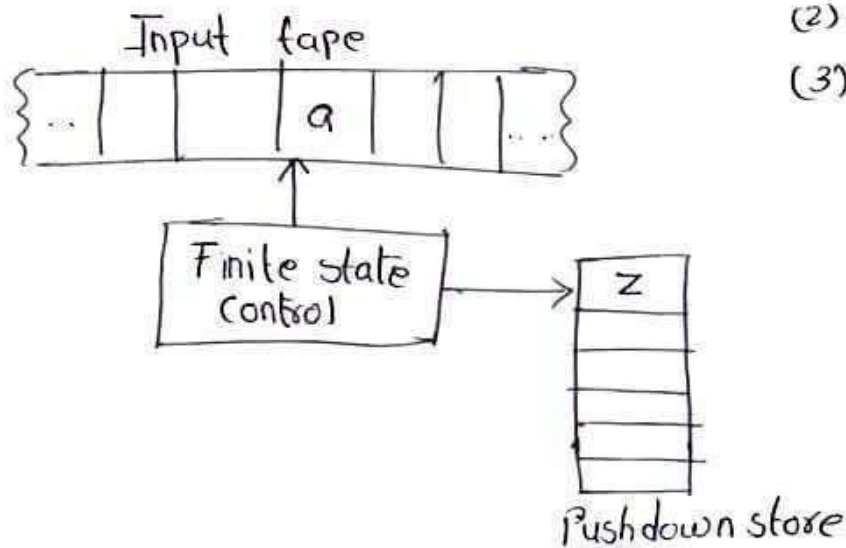 (2)
Input tape
(3)
... a ...
Finite state
control
z
Pushdown store